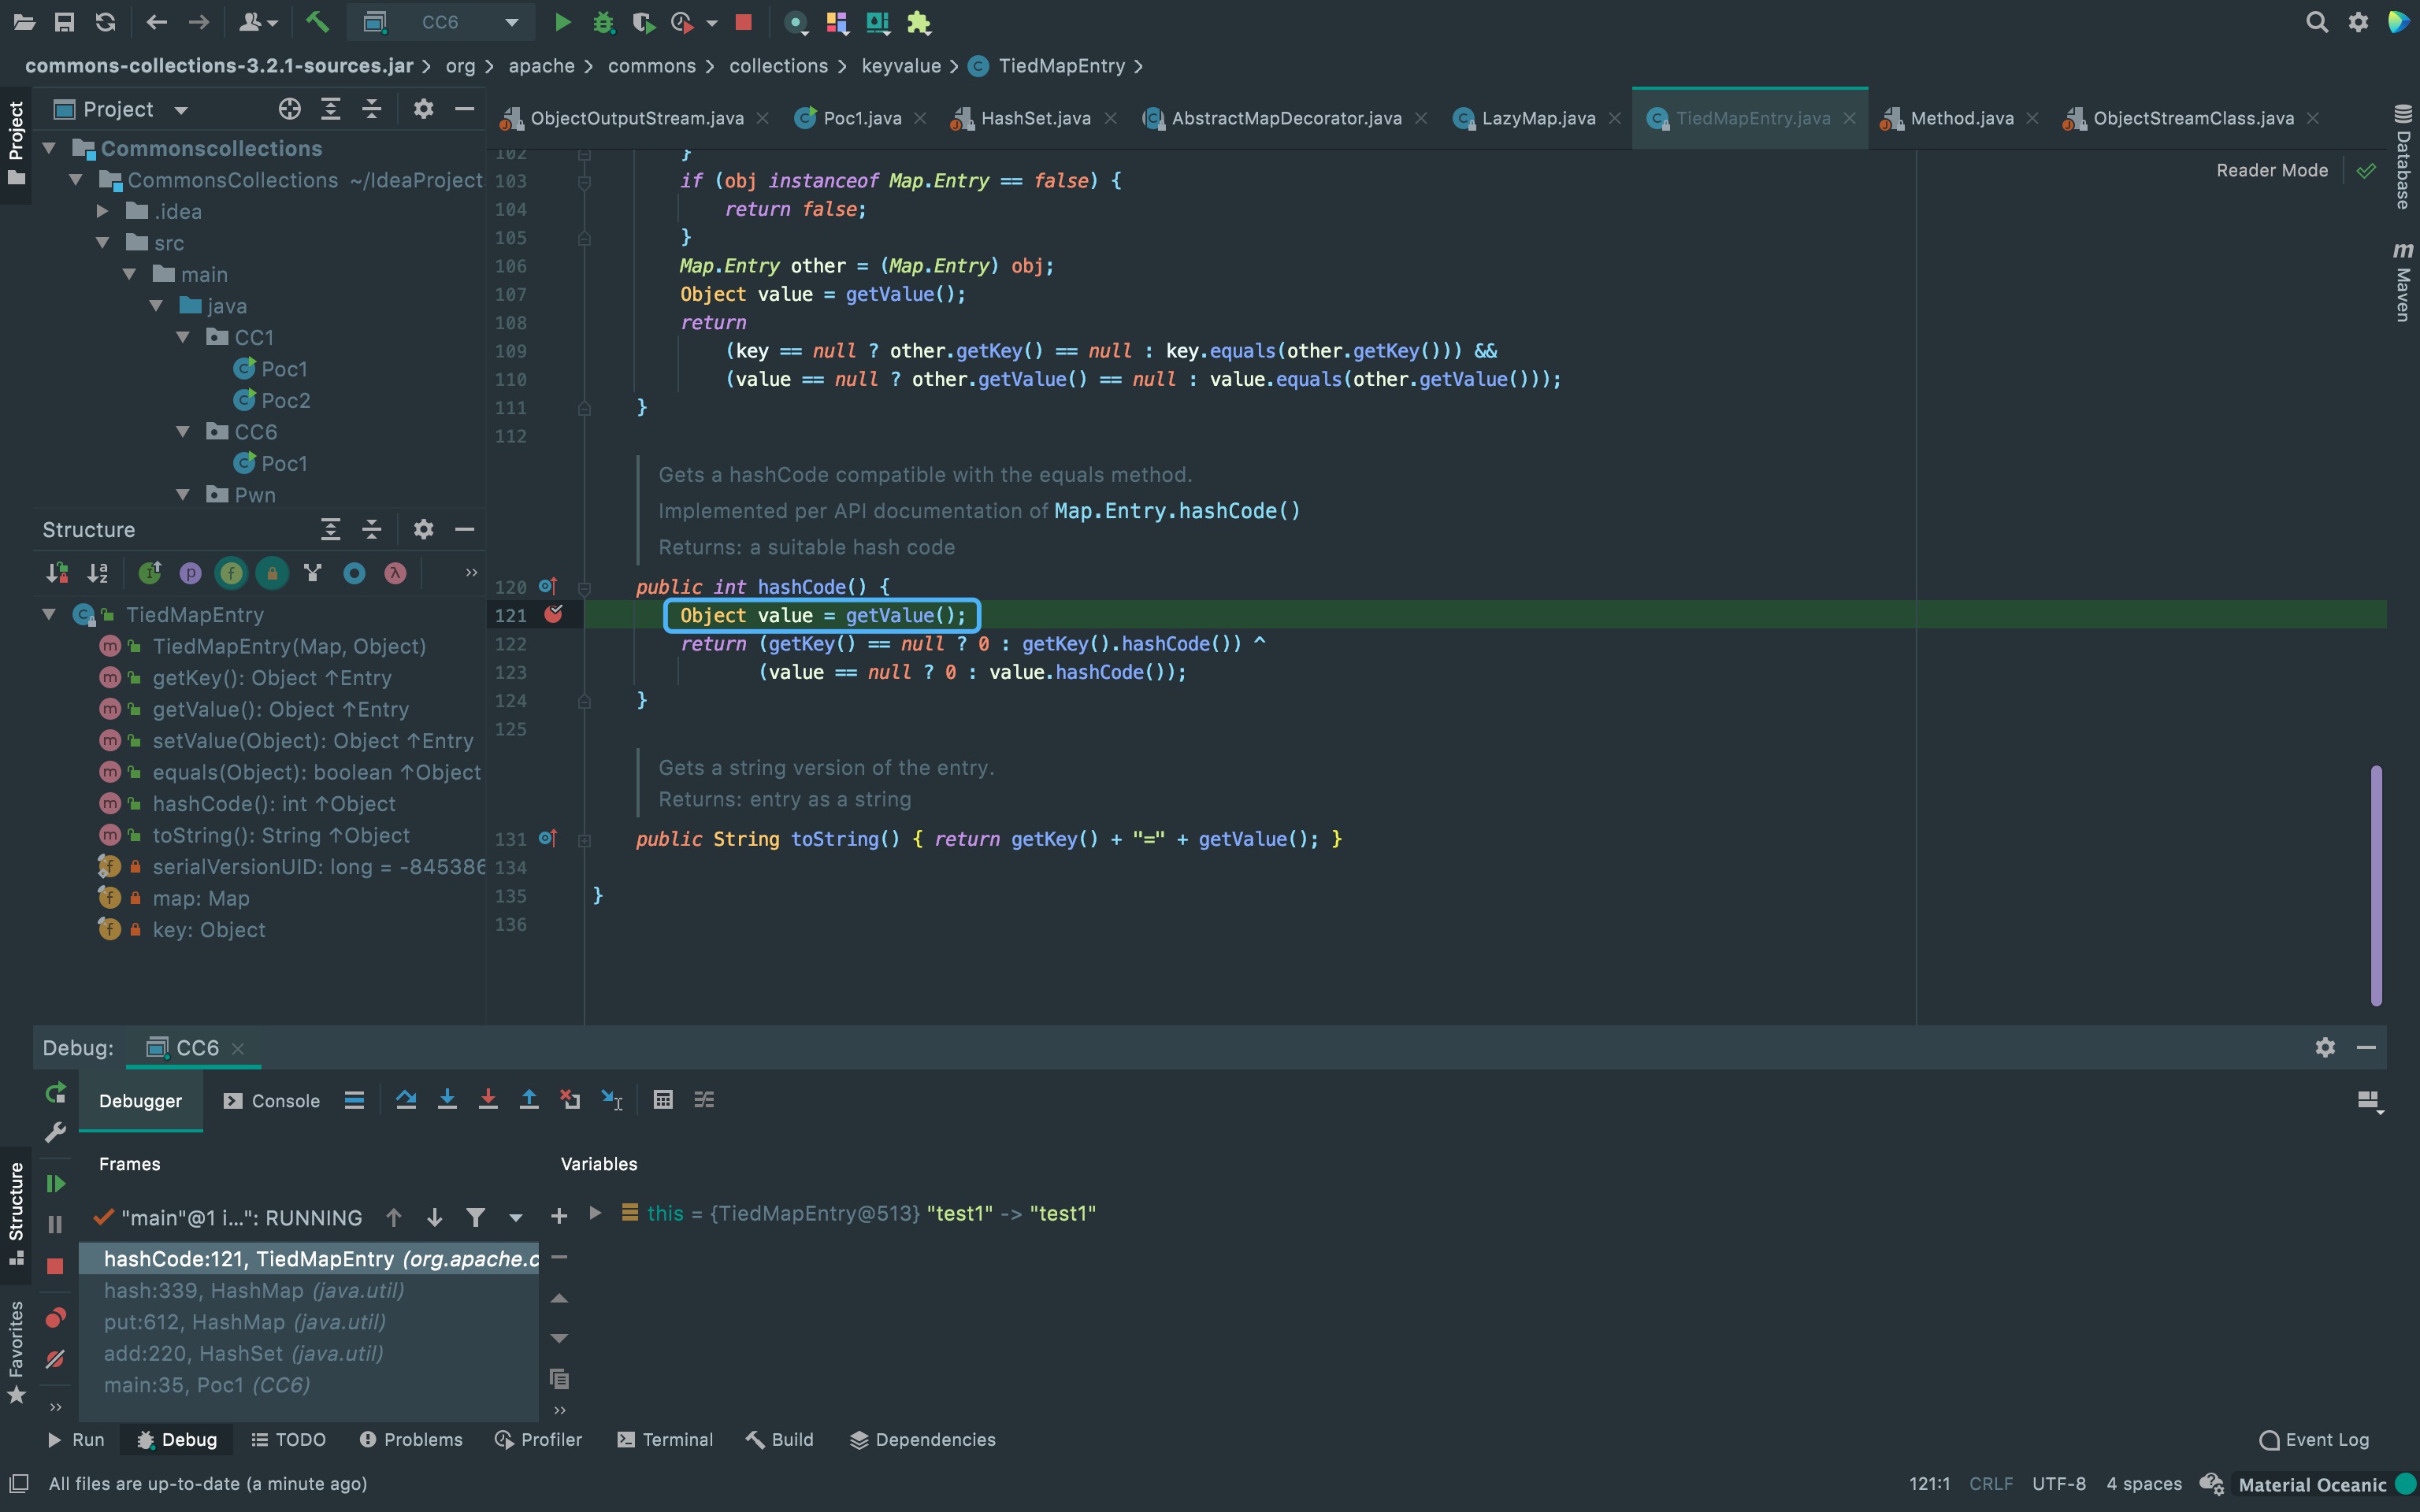 CC6
commons-collections-3.2.1-sources.jar › org › apache › commons › collections › keyvalue › TiedMapEntry ›
Project
Project
Commonscollections
CommonsCollections ~/IdeaProject
.idea
src
main
java
CC1
Poc1
Poc2
CC6
Poc1
Pwn
Structure
TiedMapEntry
TiedMapEntry(Map, Object)
getKey(): Object ↑Entry
getValue(): Object ↑Entry
setValue(Object): Object ↑Entry
equals(Object): boolean ↑Object
hashCode(): int ↑Object
toString(): String ↑Object
serialVersionUID: long = -845386
map: Map
key: Object
ObjectOutputStream.java Poc1.java HashSet.java AbstractMapDecorator.java LazyMap.java TiedMapEntry.java Method.java ObjectStreamClass.java
Reader Mode
Database
Maven
102 }
103 if (obj instanceof Map.Entry == false) {
104 return false;
105 }
106 Map.Entry other = (Map.Entry) obj;
107 Object value = getValue();
108 return
109 (key == null ? other.getKey() == null : key.equals(other.getKey())) &&
110 (value == null ? other.getValue() == null : value.equals(other.getValue()));
111 }
112
Gets a hashCode compatible with the equals method.
Implemented per API documentation of Map.Entry.hashCode()
Returns: a suitable hash code
120 public int hashCode() {
121 Object value = getValue();
122 return (getKey() == null ? 0 : getKey().hashCode()) ^
123 (value == null ? 0 : value.hashCode());
124 }
125
Gets a string version of the entry.
Returns: entry as a string
131 public String toString() { return getKey() + "=" + getValue(); }
134
135 }
136
Debug: CC6
Debugger Console
Frames
Variables
"main"@1 i...": RUNNING
this = {TiedMapEntry@513} "test1" -> "test1"
hashCode:121, TiedMapEntry (org.apache.c
hash:339, HashMap (java.util)
put:612, HashMap (java.util)
add:220, HashSet (java.util)
main:35, Poc1 (CC6)
Structure
Favorites
Run Debug TODO Problems Profiler Terminal Build Dependencies Event Log
All files are up-to-date (a minute ago)
121:1 CRLF UTF-8 4 spaces Material Oceanic